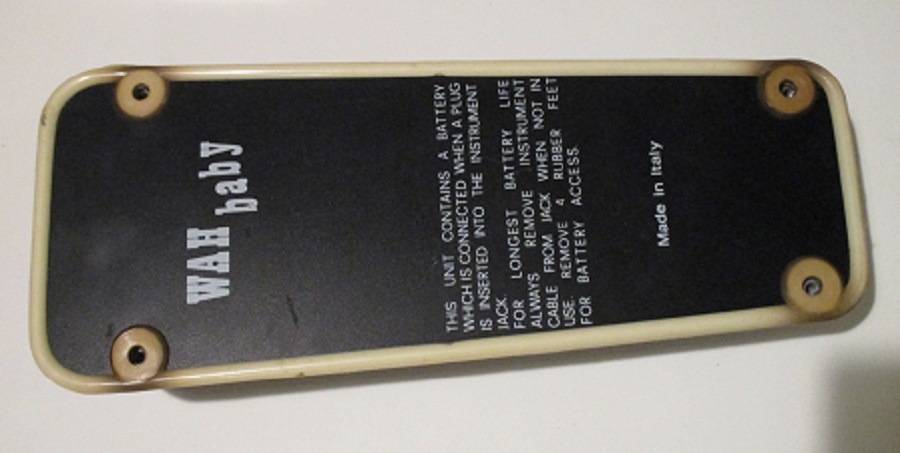 WAH
baby
THIS UNIT CONTAINS A BATTERY
WHICH IS CONNECTED WHEN A PLUG
IS INSERTED INTO THE INSTRUMENT
JACK.
FOR LONGEST BATTERY LIFE
ALWAYS REMOVE INSTRUMENT
CABLE FROM JACK WHEN NOT IN
USE. REMOVE 4 RUBBER FEET
FOR BATTERY ACCESS.
Made in Italy